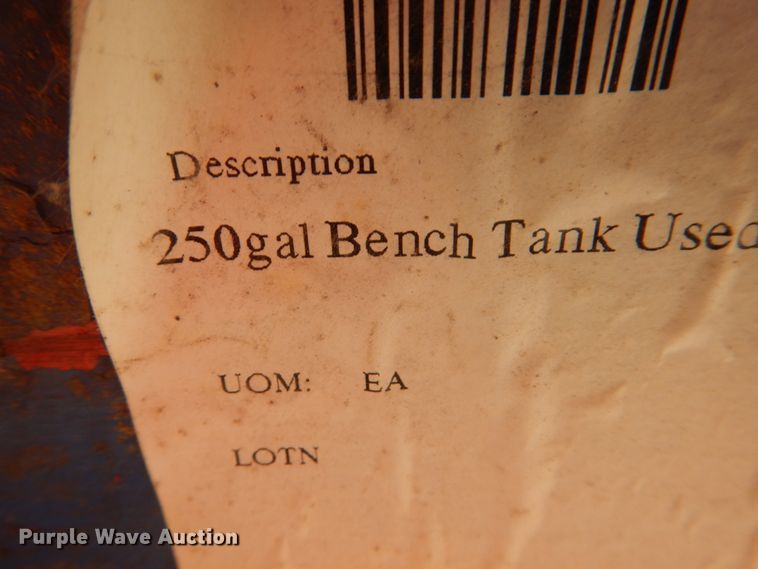 Description
250gal Bench Tank Used
UOM: EA
LOTN
Purple Wave Auction